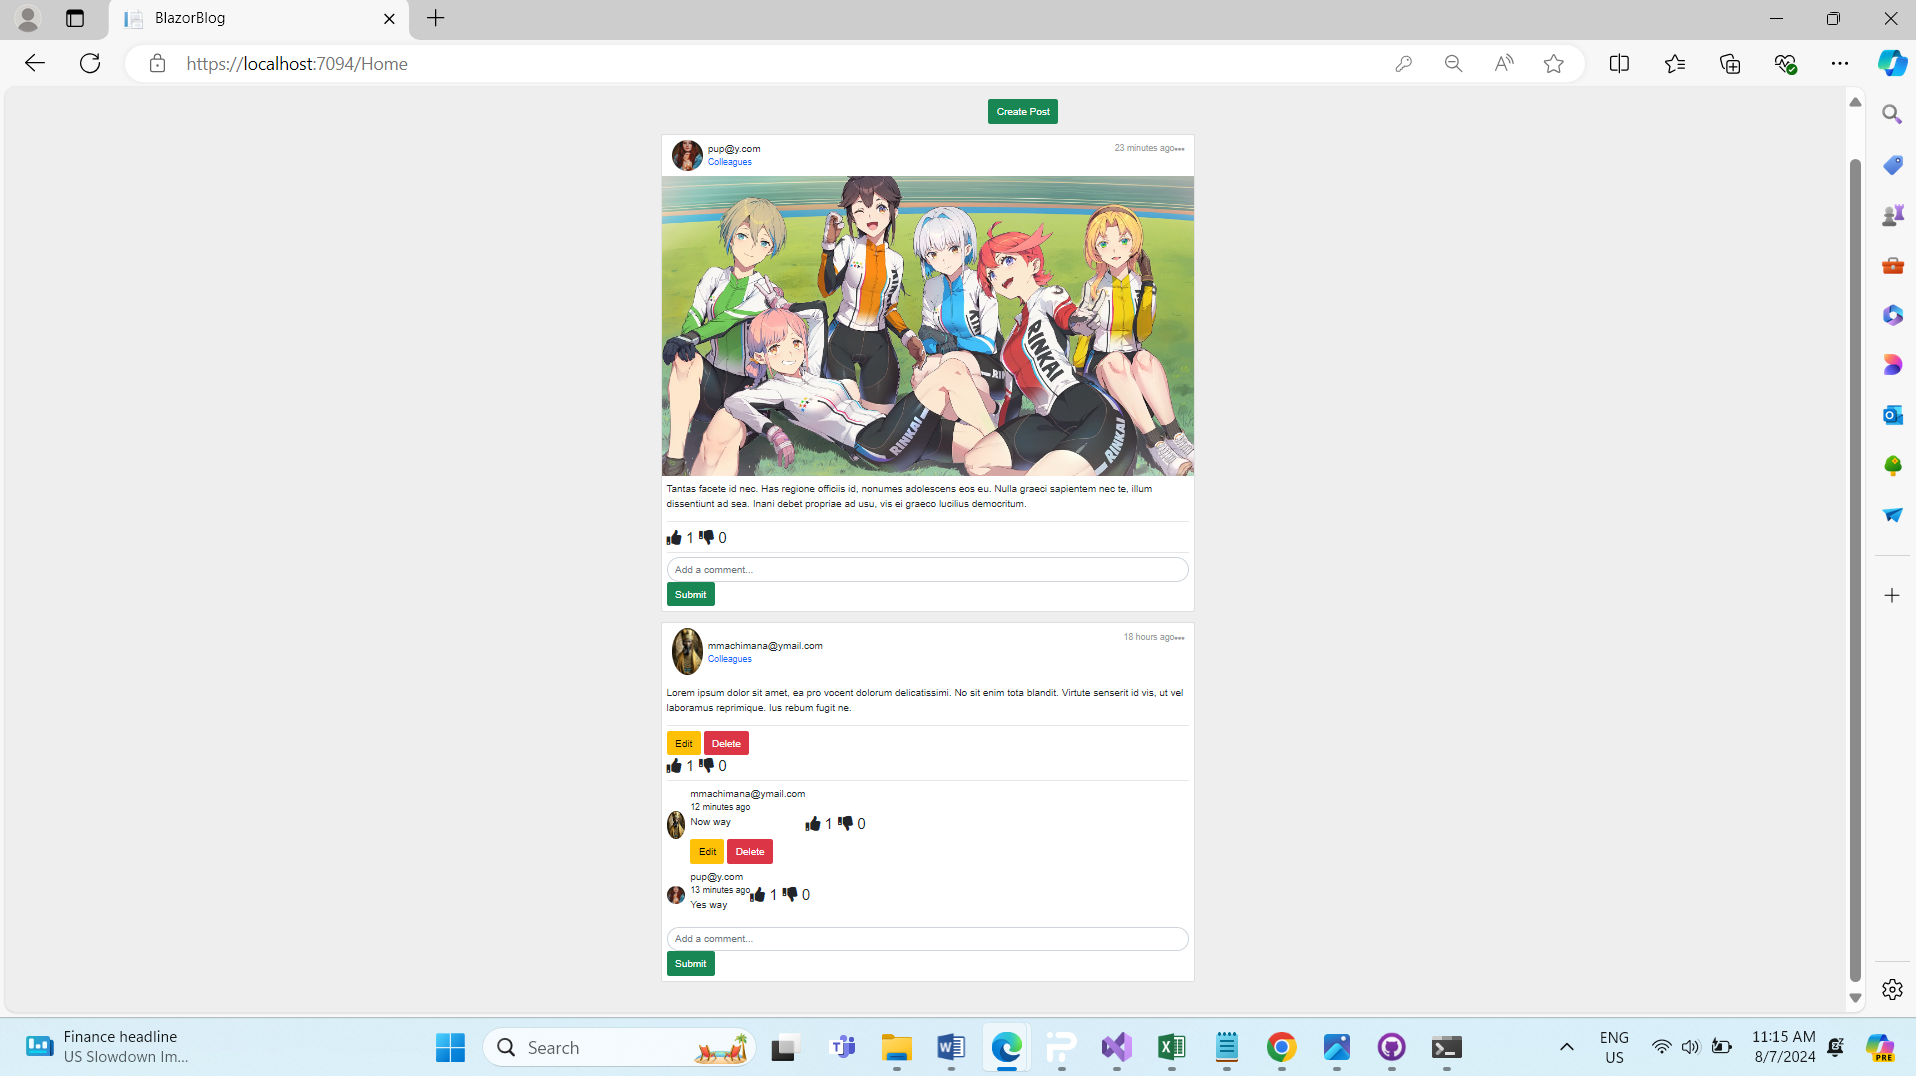 BlazorBlog
https://localhost:7094/Home
Create Post
pup@y.com
Colleagues
23 minutes ago•••
RINKAI
RINKAI
RINKAI
Tantas facete id nec. Has regione officiis id, nonumes adolescens eos eu. Nulla graeci sapientem nec te, illum
dissentiunt ad sea. Inani debet propriae ad usu, vis ei graeco lucilius democritum.
1 0
Add a comment...
Submit
mmachimana@ymail.com
Colleagues
18 hours ago•••
Lorem ipsum dolor sit amet, ea pro vocent dolorum delicatissimi. No sit enim tota blandit. Virtute senserit id vis, ut vel
laboramus reprimique. Ius rebum fugit ne.
Edit Delete
1 0
mmachimana@ymail.com
12 minutes ago
Now way
1 0
Edit Delete
pup@y.com
13 minutes ago
1 0
Yes way
Add a comment...
Submit
Finance headline
US Slowdown Im...
Search
ENG
US
11:15 AM
8/7/2024
PRE